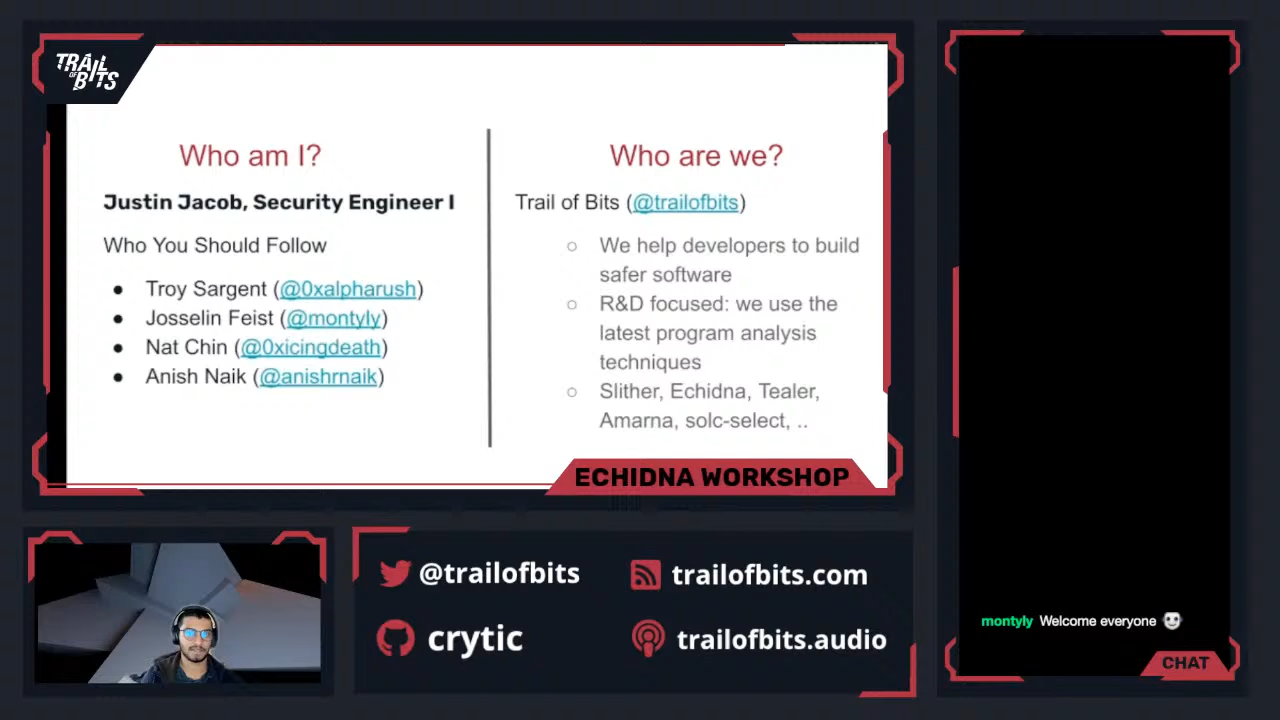 TRAIL
OF
BITS
Who am I?
Justin Jacob, Security Engineer I
Who You Should Follow
● Troy Sargent (@0xalpharush)
● Josselin Feist (@montyly)
● Nat Chin (@0xicingdeath)
● Anish Naik (@anishrnaik)
Who are we?
Trail of Bits (@trailofbits)
○ We help developers to build
safer software
○ R&D focused: we use the
latest program analysis
techniques
○ Slither, Echidna, Tealer,
Amarna, solc-select, ..
ECHIDNA WORKSHOP
@trailofbits
trailofbits.com
crytic
trailofbits.audio
montyly Welcome everyone
CHAT